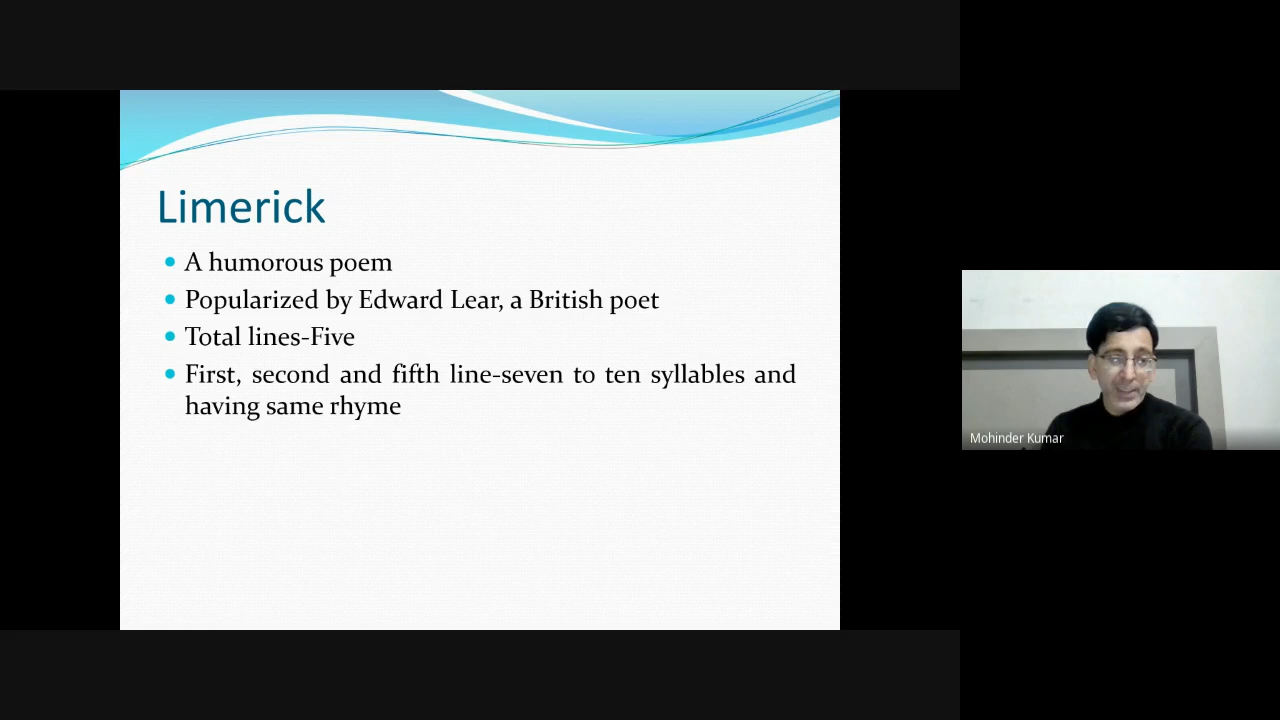 Limerick
A humorous poem
Popularized by Edward Lear, a British poet
Total lines-Five
First, second and fifth line-seven to ten syllables and
having same rhyme
Mohinder Kumar